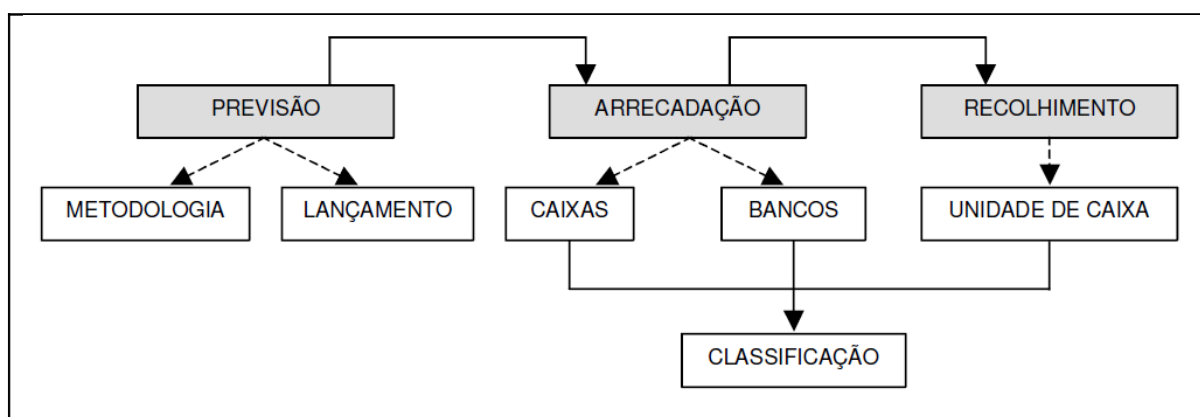 PREVISÃO
ARRECADAÇÃO
RECOLHIMENTO
METODOLOGIA
LANÇAMENTO
CAIXAS
BANCOS
UNIDADE DE CAIXA
CLASSIFICAÇÃO